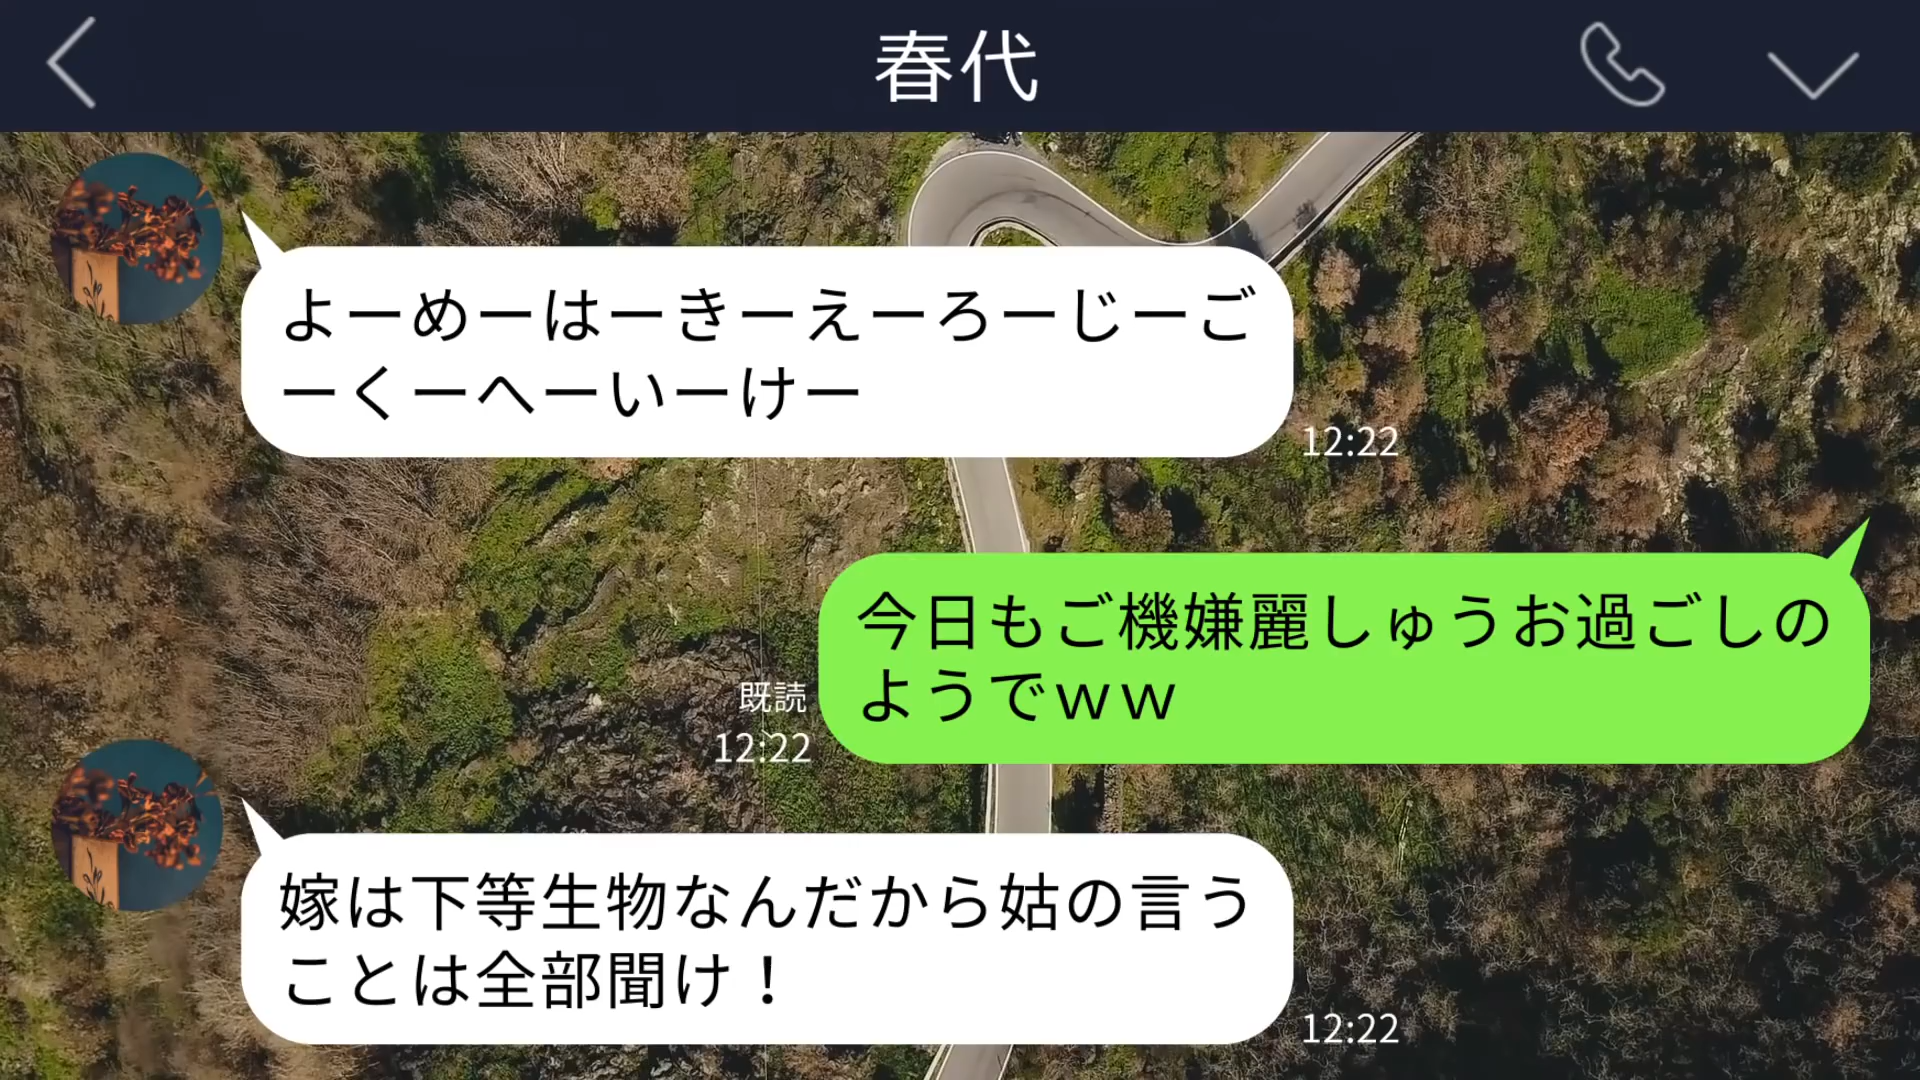 春代
よーめーはーきーえーろーじーご
ーくーへーいーけー
12:22
今日もご機嫌麗しゅうお過ごしの
ようでｗｗ
既読
12:22
嫁は下等生物なんだから姑の言う
ことは全部聞け！
12:22